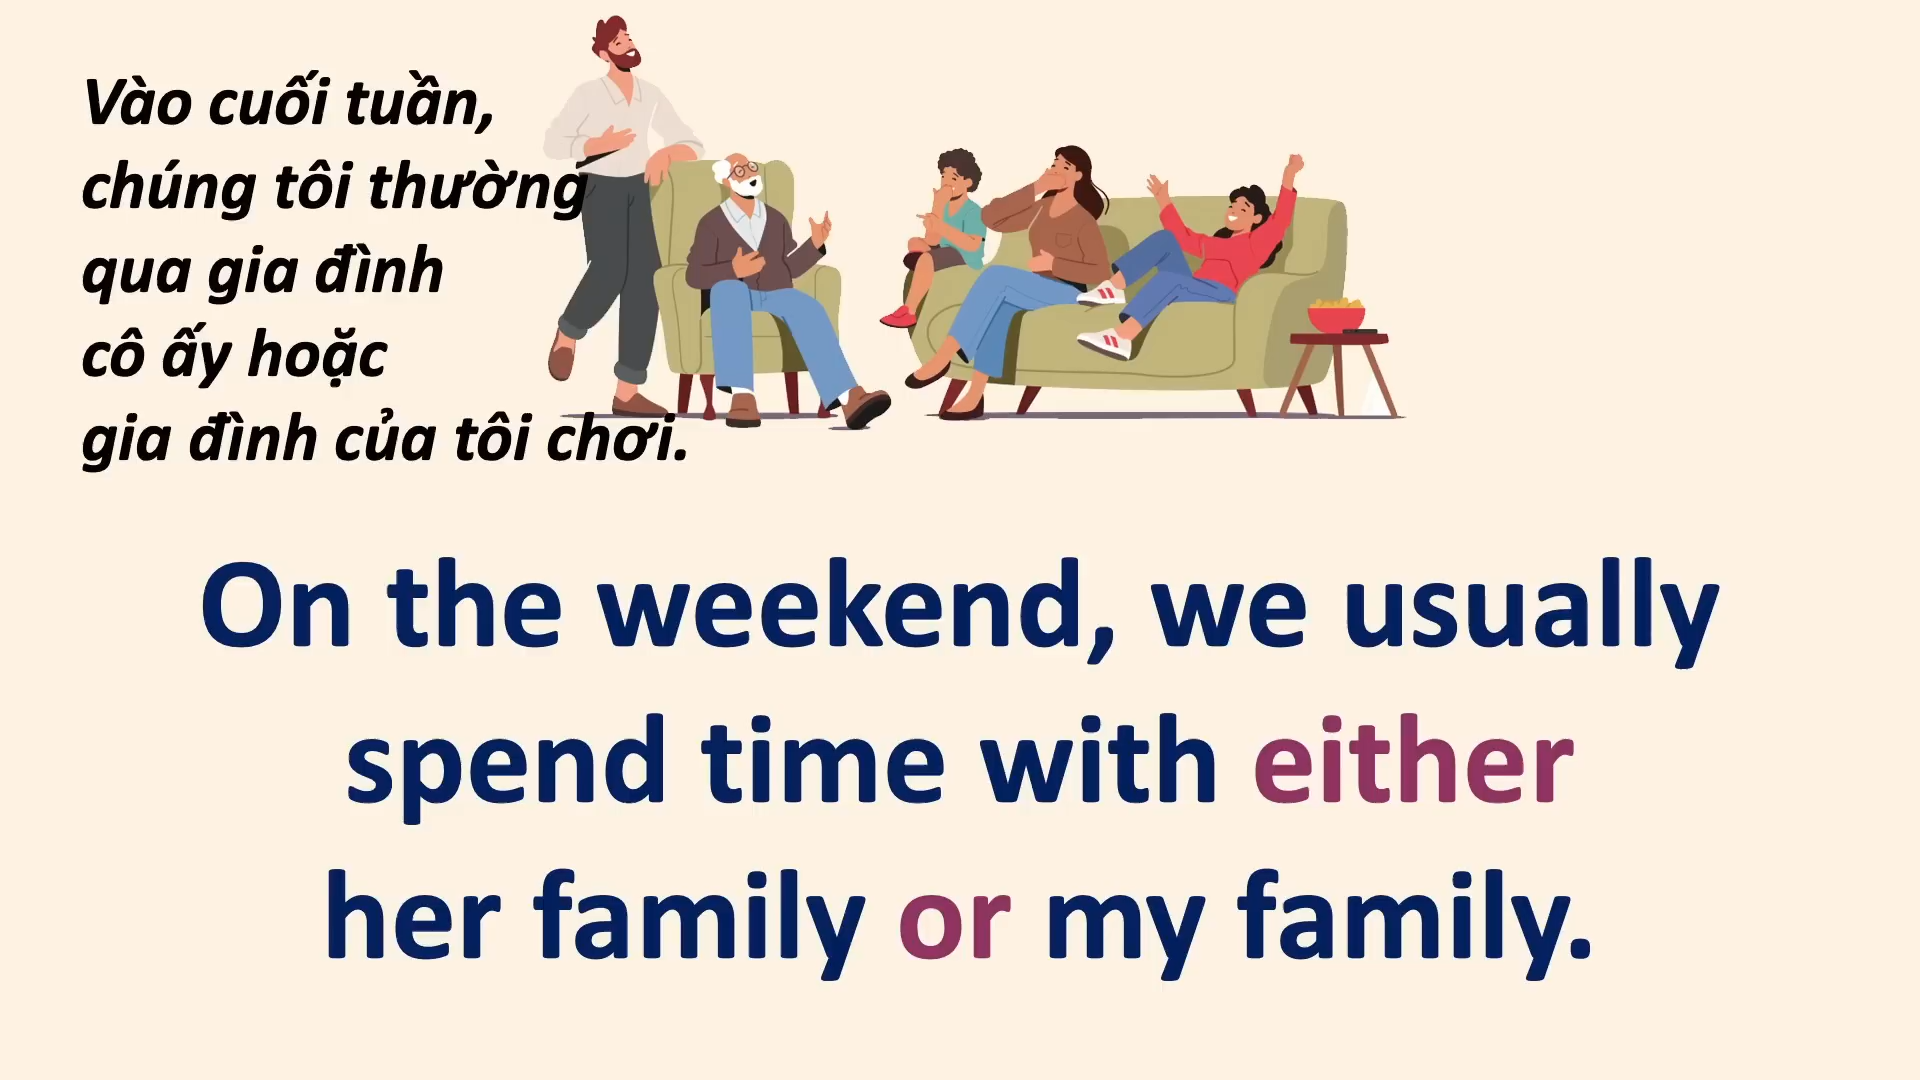 Vào cuối tuần,
chúng tôi thường
qua gia đình
cô ấy hoặc
gia đình của tôi chơi.
On the weekend, we usually
spend time with either
her family or my family.